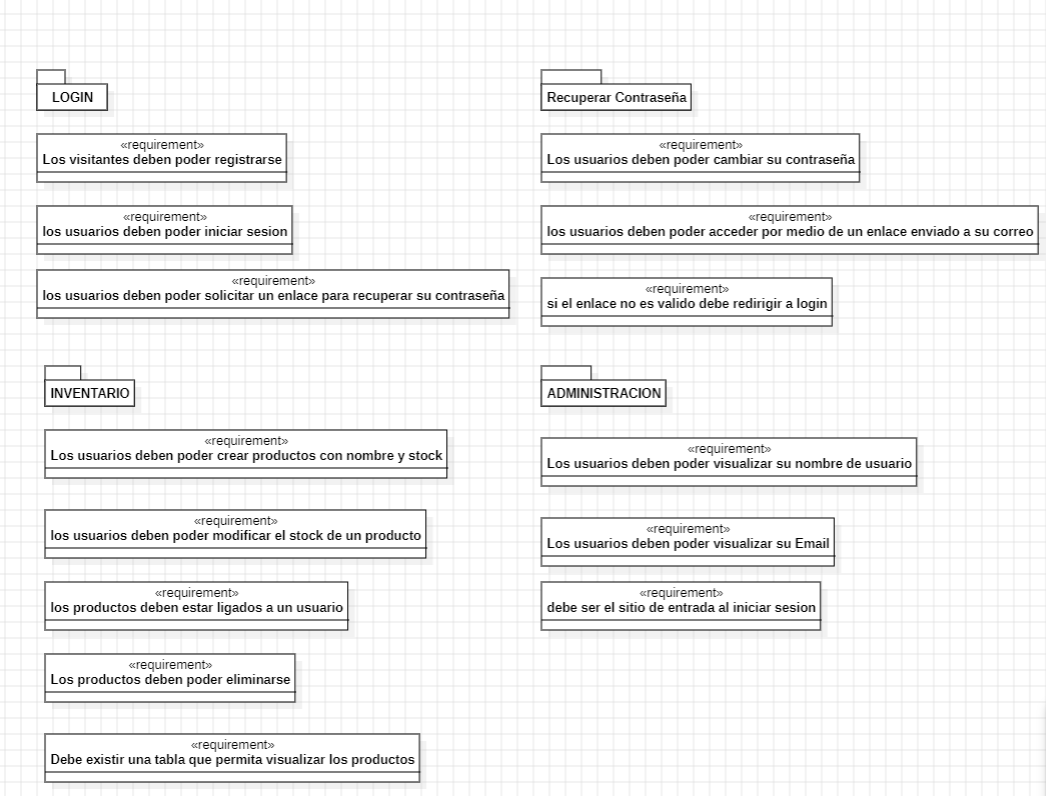 LOGIN
«requirement»
Los visitantes deben poder registrarse
«requirement»
los usuarios deben poder iniciar sesion
«requirement»
los usuarios deben poder solicitar un enlace para recuperar su contraseña
Recuperar Contraseña
«requirement»
Los usuarios deben poder cambiar su contraseña
«requirement»
los usuarios deben poder acceder por medio de un enlace enviado a su correo
«requirement»
si el enlace no es valido debe redirigir a login
INVENTARIO
«requirement»
Los usuarios deben poder crear productos con nombre y stock
«requirement»
los usuarios deben poder modificar el stock de un producto
«requirement»
los productos deben estar ligados a un usuario
«requirement»
Los productos deben poder eliminarse
«requirement»
Debe existir una tabla que permita visualizar los productos
ADMINISTRACION
«requirement»
Los usuarios deben poder visualizar su nombre de usuario
«requirement»
Los usuarios deben poder visualizar su Email
«requirement»
debe ser el sitio de entrada al iniciar sesion